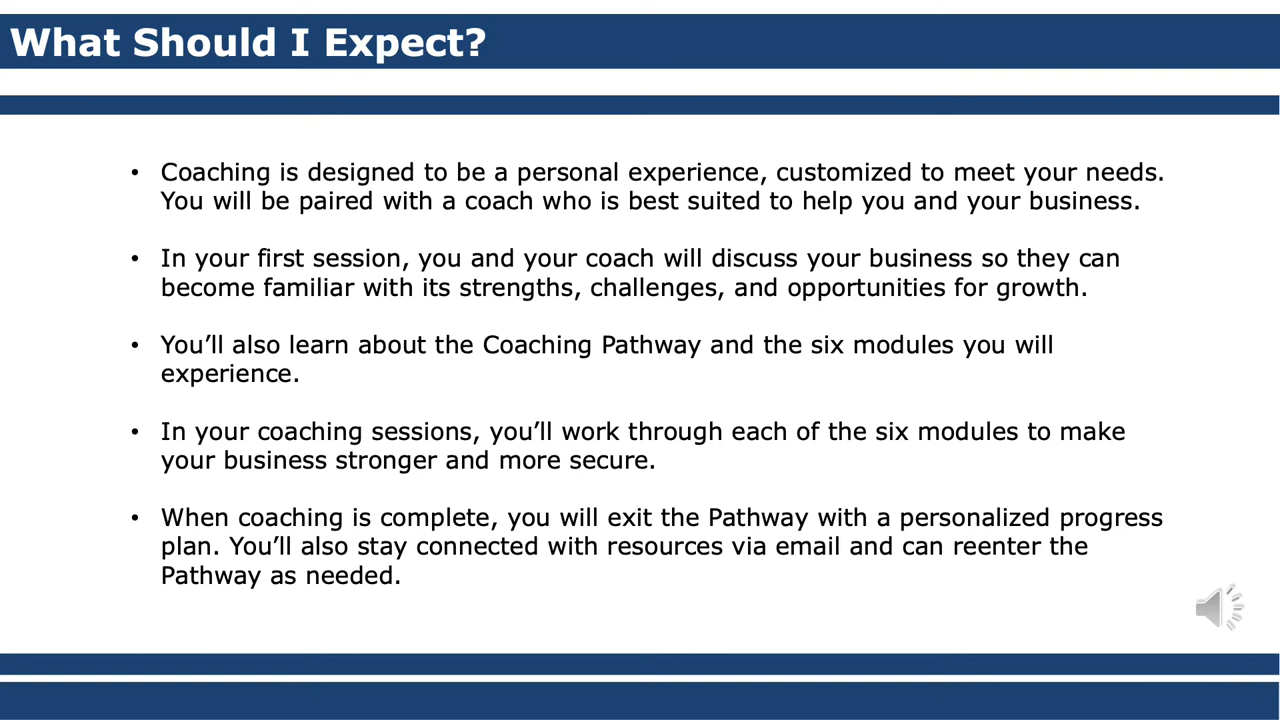 What Should I Expect?
• Coaching is designed to be a personal experience, customized to meet your needs.
You will be paired with a coach who is best suited to help you and your business.
• In your first session, you and your coach will discuss your business so they can
become familiar with its strengths, challenges, and opportunities for growth.
• You’ll also learn about the Coaching Pathway and the six modules you will
experience.
• In your coaching sessions, you’ll work through each of the six modules to make
your business stronger and more secure.
• When coaching is complete, you will exit the Pathway with a personalized progress
plan. You’ll also stay connected with resources via email and can reenter the
Pathway as needed.